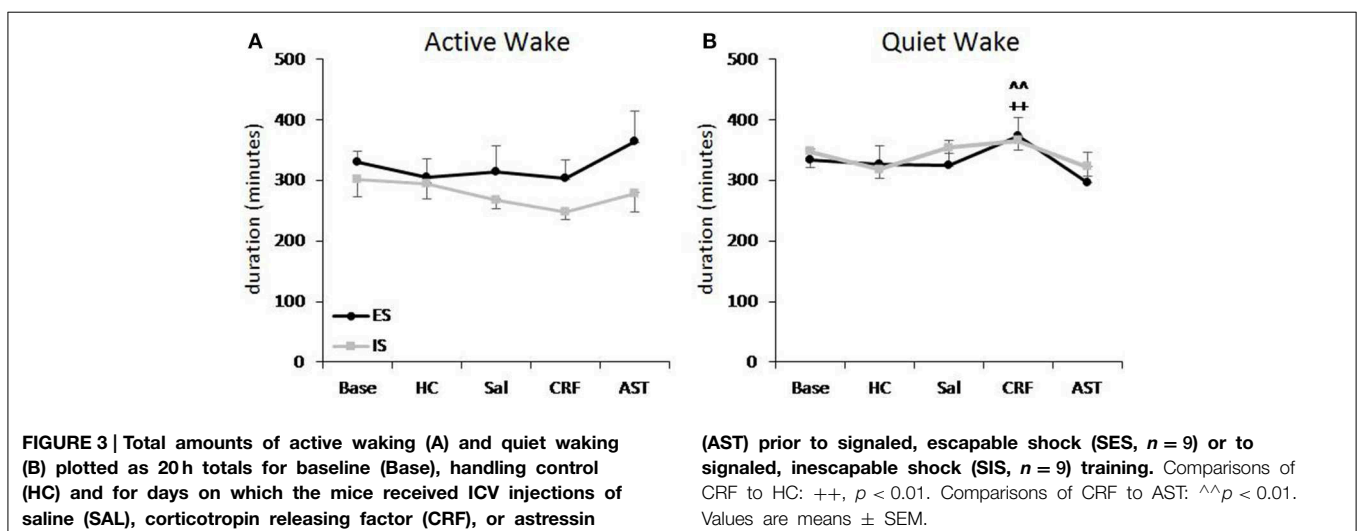 A
Active Wake
500
400
300
200
100
0
duration (minutes)
ES
IS
Base HC Sal CRF AST
B
Quiet Wake
500
400
300
200
100
0
duration (minutes)
^^
++
Base HC Sal CRF AST
FIGURE 3 | Total amounts of active waking (A) and quiet waking
(B) plotted as 20 h totals for baseline (Base), handling control
(HC) and for days on which the mice received ICV injections of
saline (SAL), corticotropin releasing factor (CRF), or astressin
(AST) prior to signaled, escapable shock (SES, n = 9) or to
signaled, inescapable shock (SIS, n = 9) training. Comparisons of
CRF to HC: ++, p < 0.01. Comparisons of CRF to AST: ^^p < 0.01.
Values are means ± SEM.